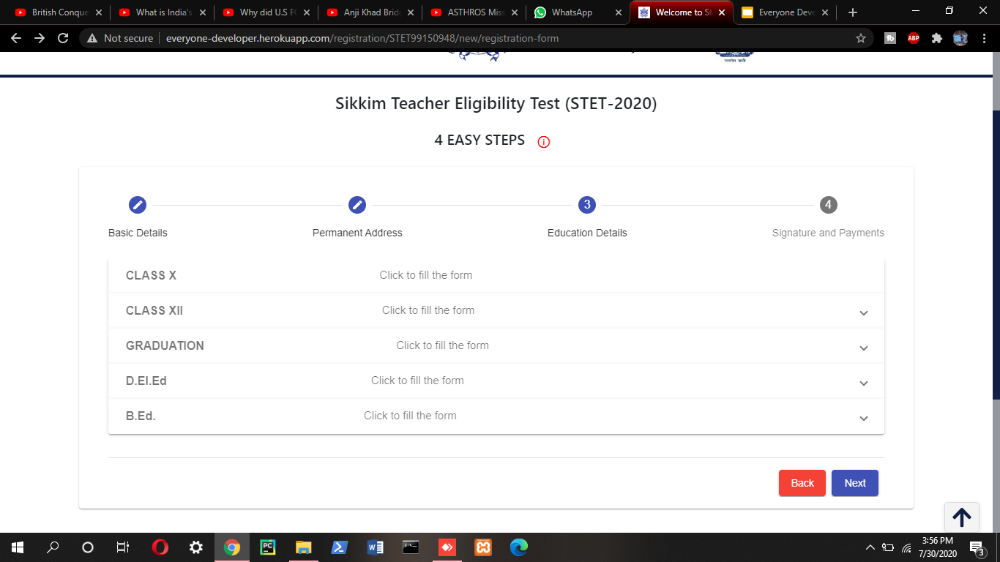 British Conque
What is India's
Why did U.S FO
Anji Khad Brid
ASTHROS Miss
WhatsApp
Welcome to St
Everyone Deve
Not secure
everyone-developer.herokuapp.com/registration/STET99150948/new/registration-form
ABP
Sikkim Teacher Eligibility Test (STET-2020)
4 EASY STEPS
3
4
Basic Details
Permanent Address
Education Details
Signature and Payments
CLASS X
Click to fill the form
CLASS XII
Click to fill the form
GRADUATION
Click to fill the form
D.El.Ed
Click to fill the form
B.Ed.
Click to fill the form
Back
Next
PC
3:56 PM
7/30/2020
3